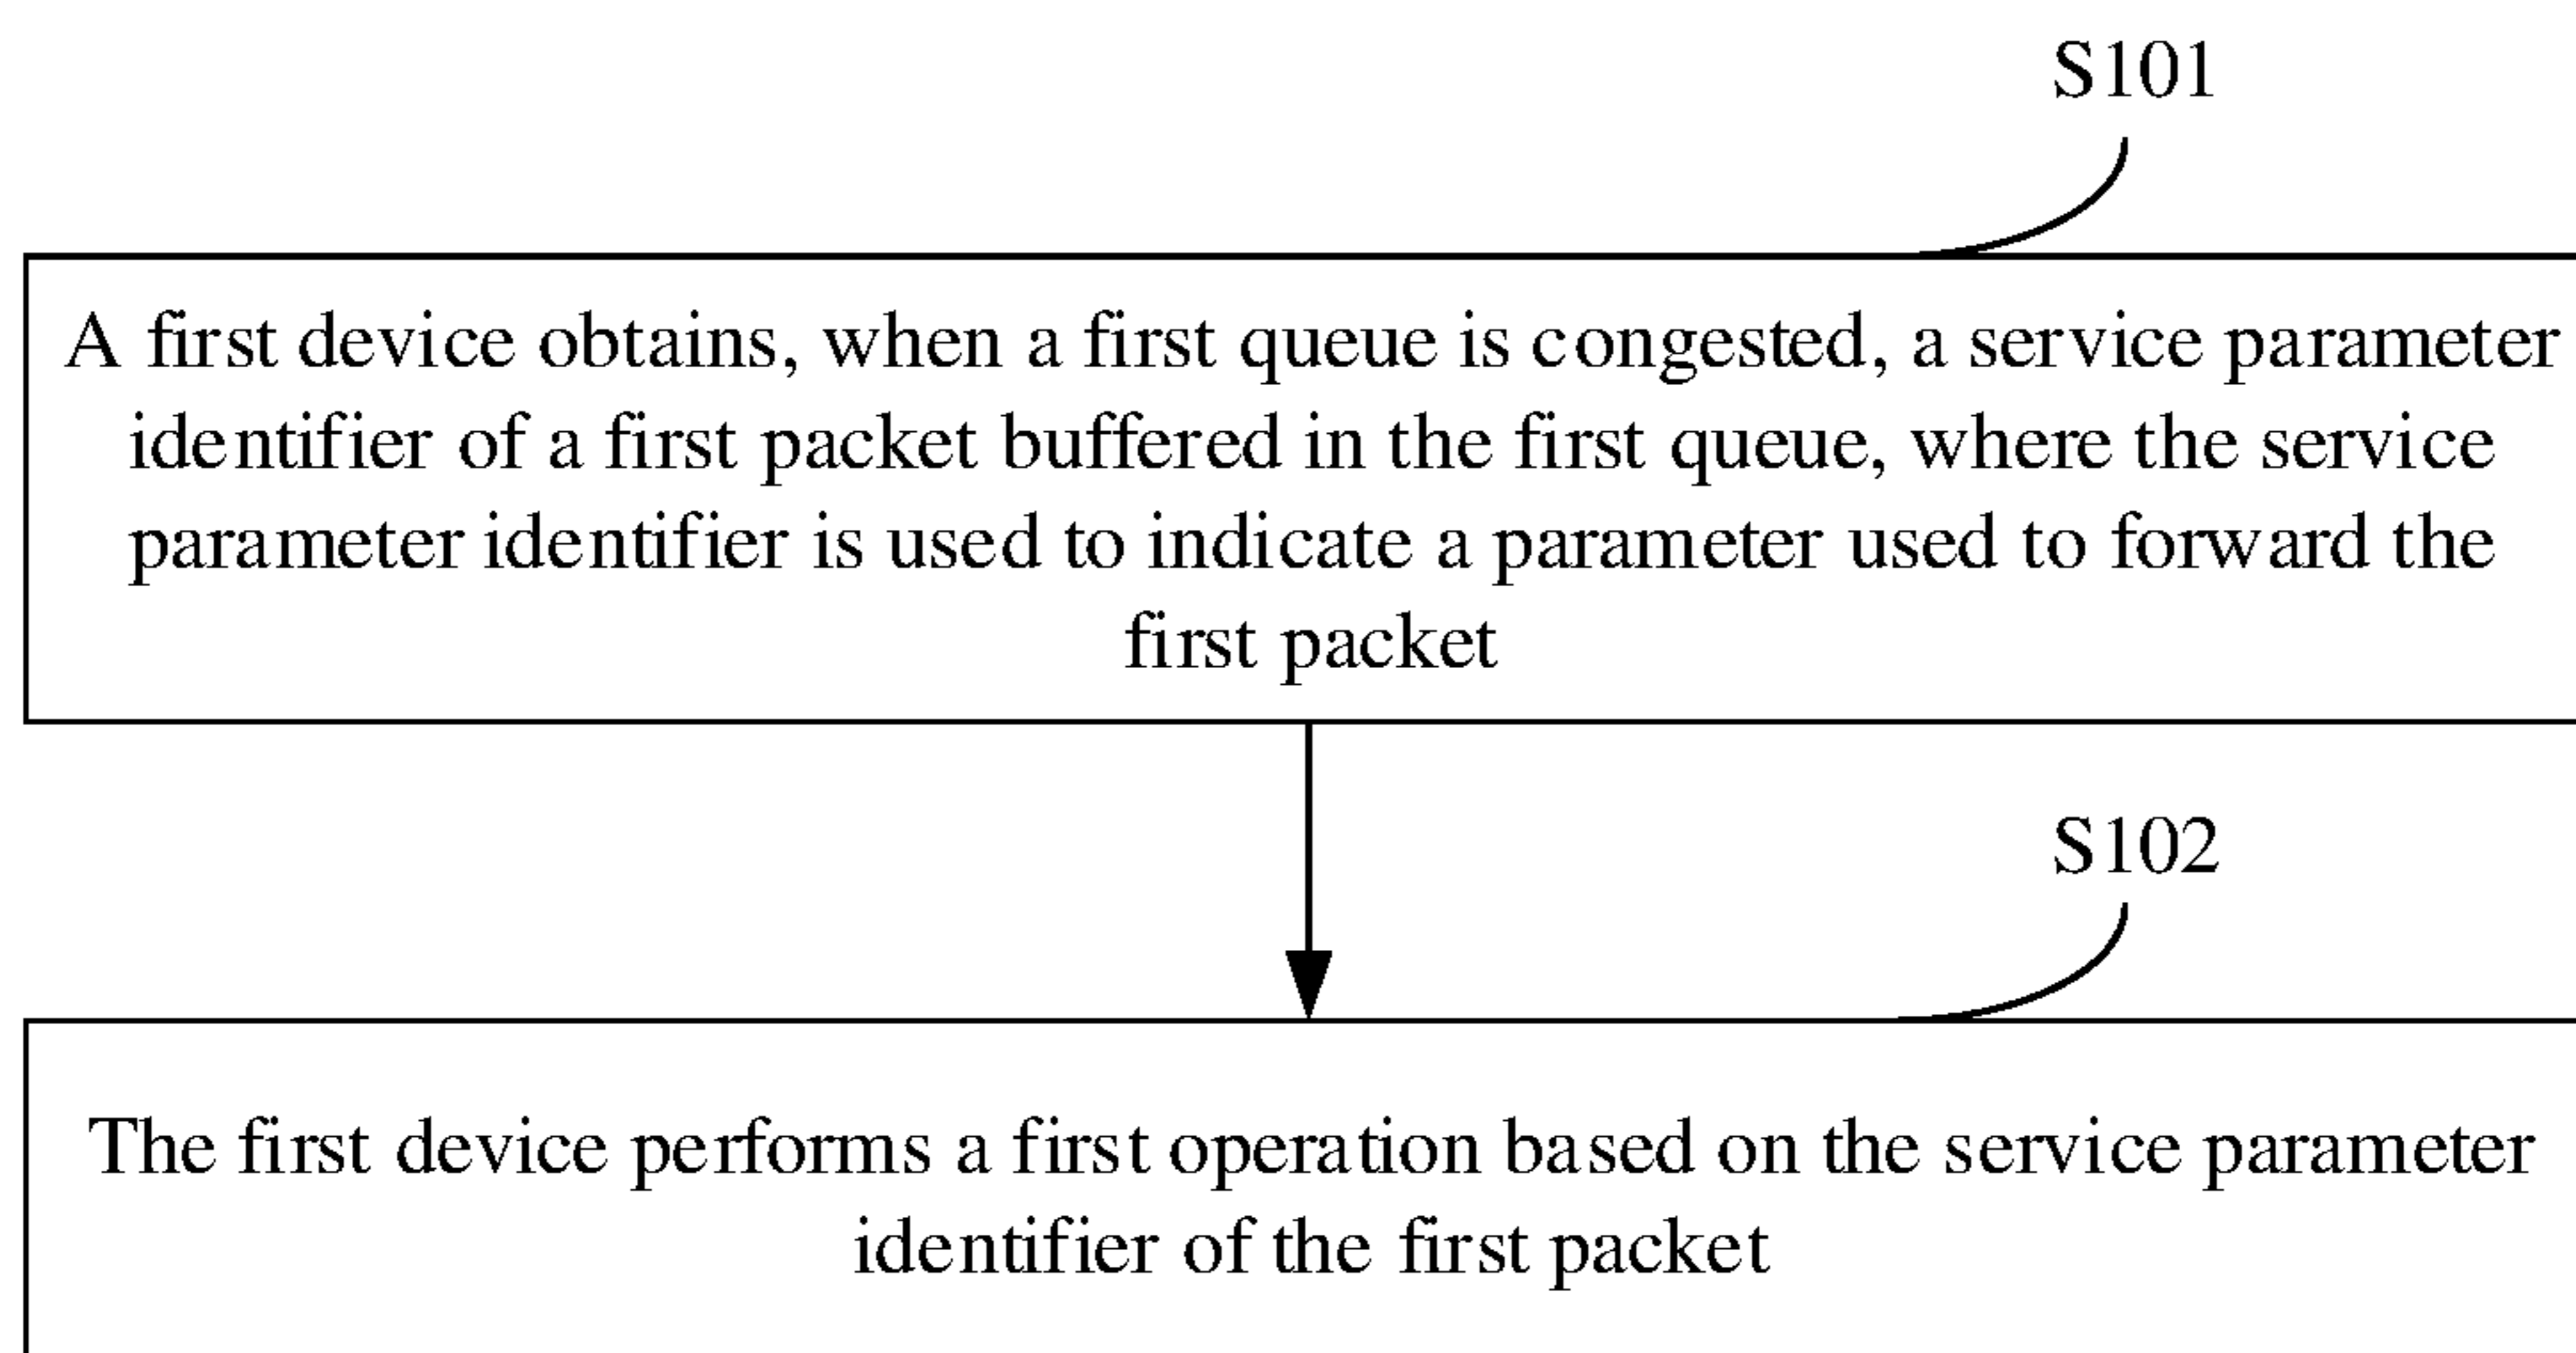 S101
A first device obtains, when a first queue is congested, a service parameter
identifier of a first packet buffered in the first queue, where the service
parameter identifier is used to indicate a parameter used to forward the
first packet
S102
The first device performs a first operation based on the service parameter
identifier of the first packet